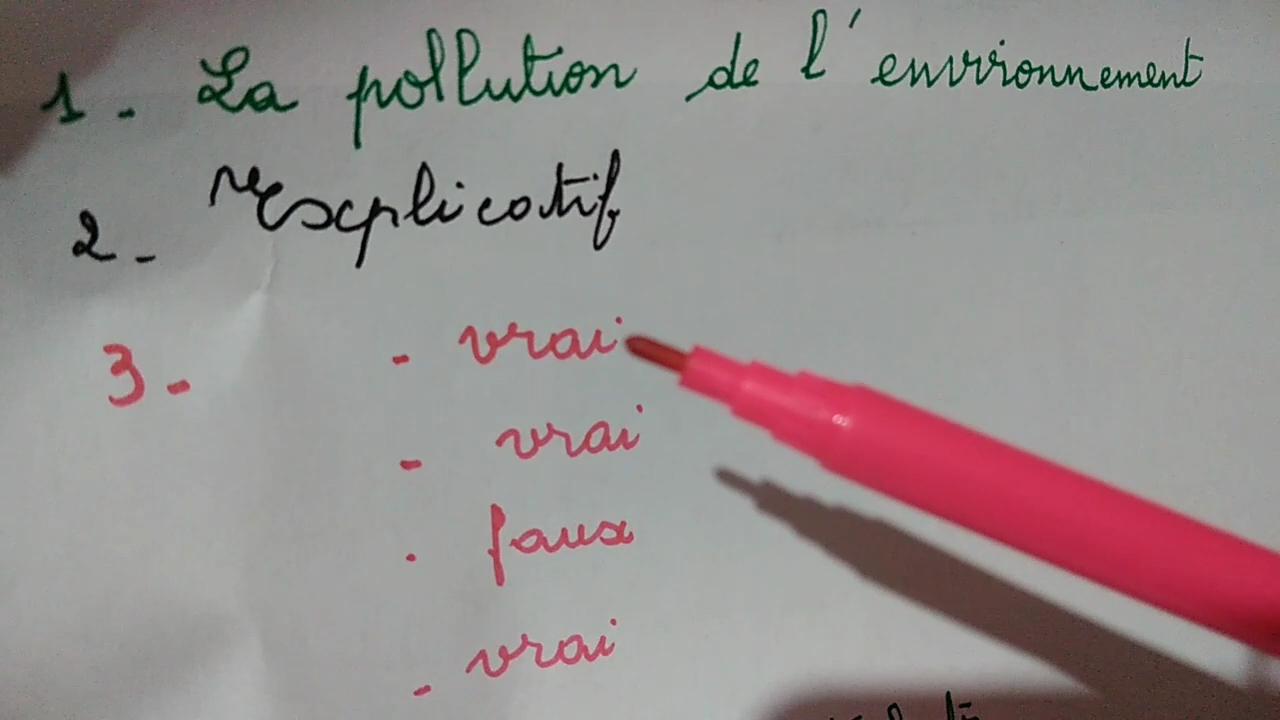 1. La pollution de l'environnement
2- Explicatif
3- - vrai
- vrai
. faux
- vrai